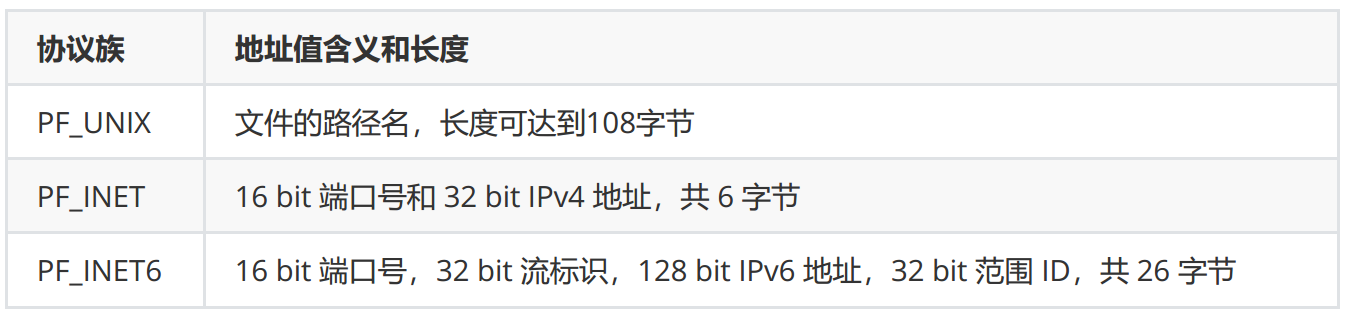 协议族 地址值含义和长度
PF_UNIX 文件的路径名，长度可达到108字节
PF_INET 16 bit 端口号和 32 bit IPv4 地址，共 6 字节
PF_INET6 16 bit 端口号，32 bit 流标识，128 bit IPv6 地址，32 bit 范围 ID，共 26 字节